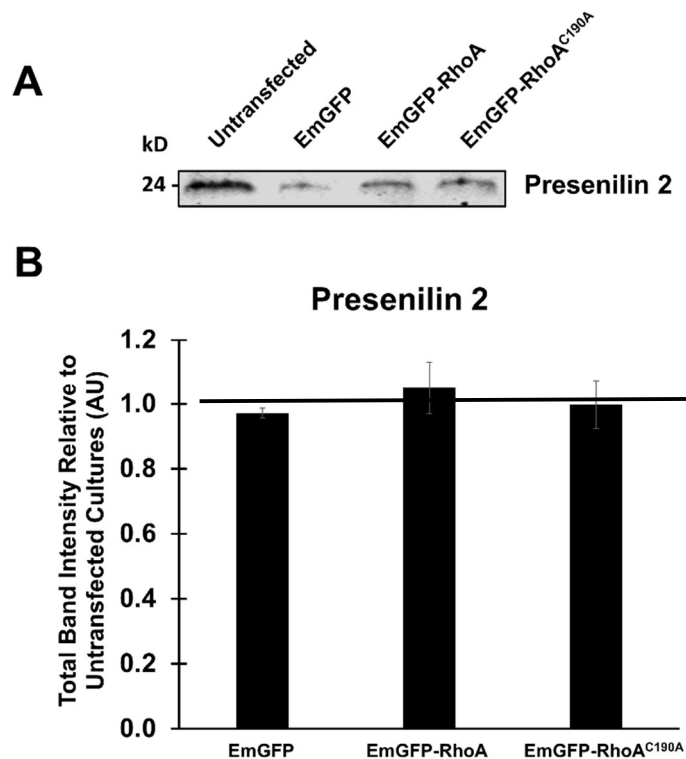 A
Untransfected
EmGFP
EmGFP-RhoA
EmGFP-RhoA^C190A
kD
24
Presenilin 2
B
Presenilin 2
Total Band Intensity Relative to
Untransfected Cultures (AU)
1.2
1.0
0.8
0.6
0.4
0.2
0.0
EmGFP
EmGFP-RhoA
EmGFP-RhoA^C190A